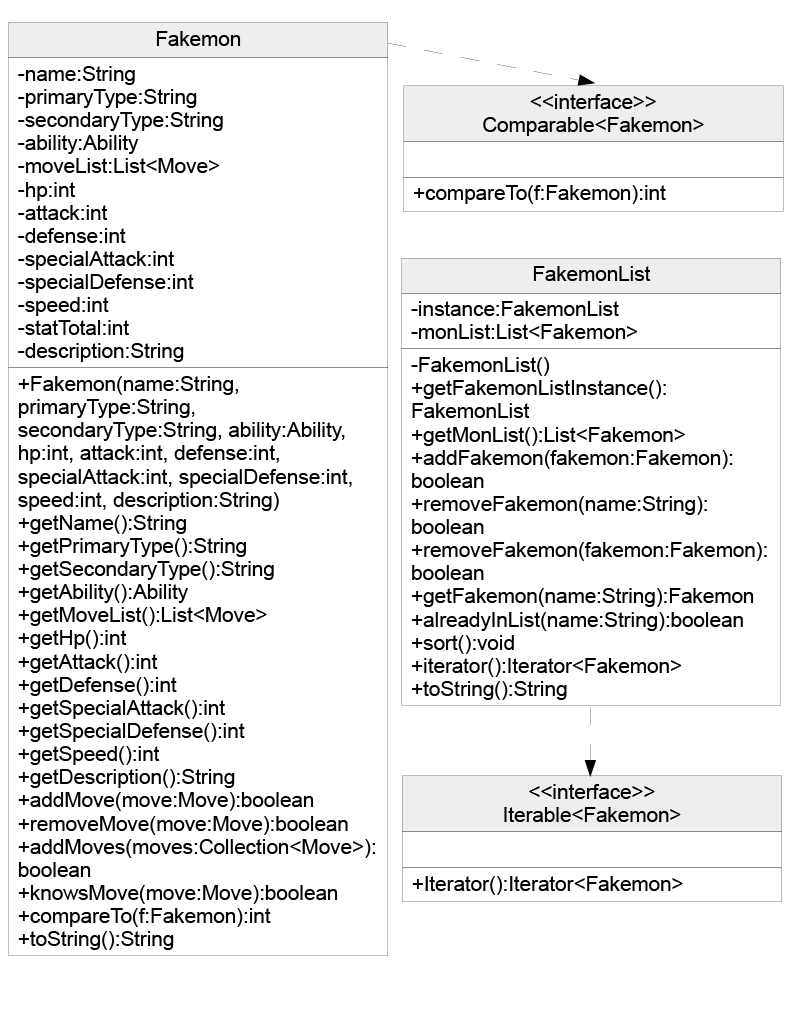 Fakemon
-name:String
-primaryType:String
-secondaryType:String
-ability:Ability
-moveList:List<Move>
-hp:int
-attack:int
-defense:int
-specialAttack:int
-specialDefense:int
-speed:int
-statTotal:int
-description:String
+Fakemon(name:String,
primaryType:String,
secondaryType:String, ability:Ability,
hp:int, attack:int, defense:int,
specialAttack:int, specialDefense:int,
speed:int, description:String)
+getName():String
+getPrimaryType():String
+getSecondaryType():String
+getAbility():Ability
+getMoveList():List<Move>
+getHp():int
+getAttack():int
+getDefense():int
+getSpecialAttack():int
+getSpecialDefense():int
+getSpeed():int
+getDescription():String
+addMove(move:Move):boolean
+removeMove(move:Move):boolean
+addMoves(moves:Collection<Move>):
boolean
+knowsMove(move:Move):boolean
+compareTo(f:Fakemon):int
+toString():String
<<interface>>
Comparable<Fakemon>
+compareTo(f:Fakemon):int
FakemonList
-instance:FakemonList
-monList:List<Fakemon>
-FakemonList()
+getFakemonListInstance():
FakemonList
+getMonList():List<Fakemon>
+addFakemon(fakemon:Fakemon):
boolean
+removeFakemon(name:String):
boolean
+removeFakemon(fakemon:Fakemon):
boolean
+getFakemon(name:String):Fakemon
+alreadyInList(name:String):boolean
+sort():void
+iterator():Iterator<Fakemon>
+toString():String
<<interface>>
Iterable<Fakemon>
+Iterator():Iterator<Fakemon>